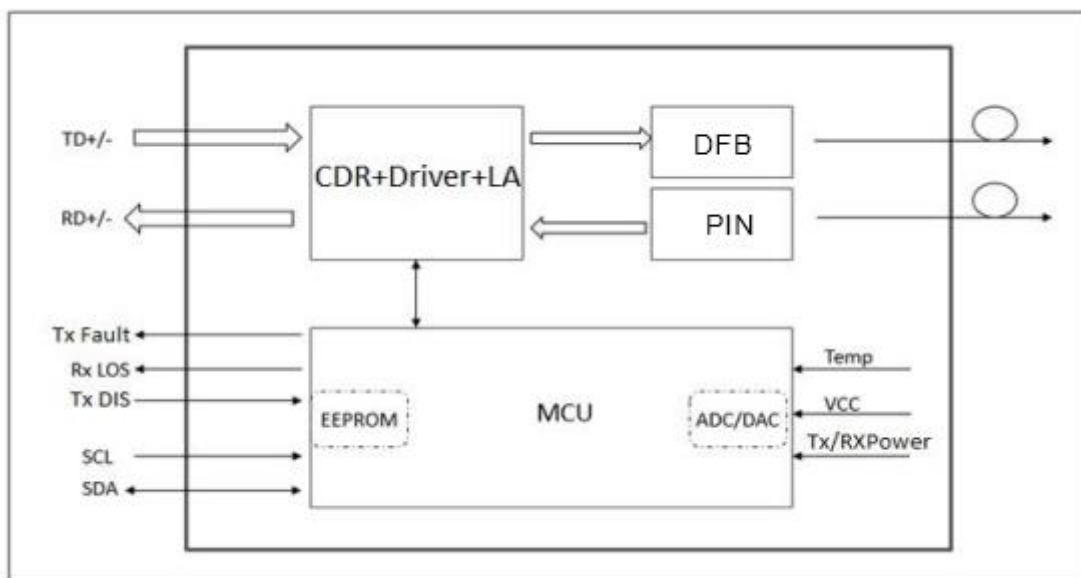 TD+/-
CDR+Driver+LA
DFB
RD+/-
PIN
Tx Fault
Rx LOS
Tx DIS
SCL
SDA
EEPROM
MCU
ADC/DAC
Temp
VCC
Tx/RXPower